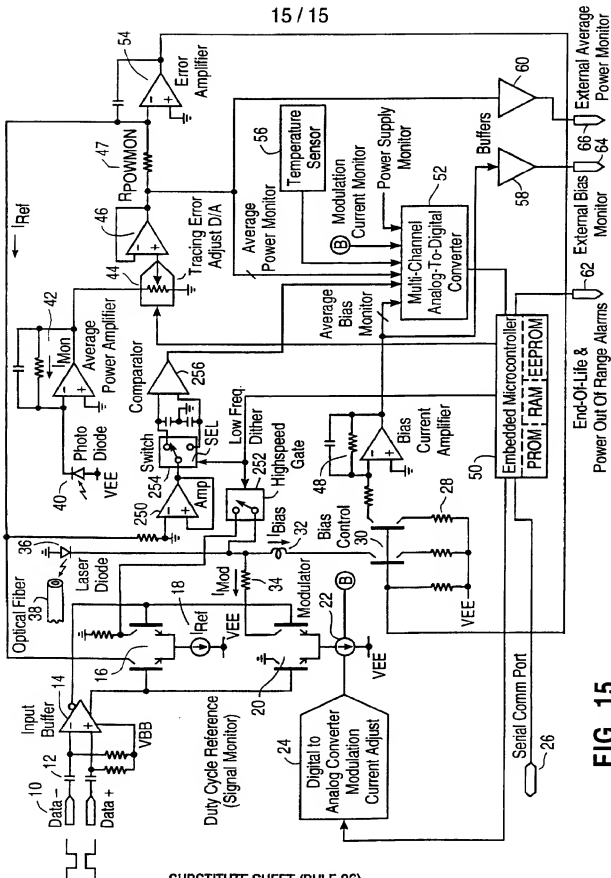 15 / 15
54
Error
Amplifier
60
External Average
Power Monitor
66
64
External Bias
Monitor
62
58
Buffers
IRef
RPOWMON
47
56
Temperature
Sensor
Power Supply
Monitor
Modulation
Current Monitor
B
52
Multi-Channel
Analog-To-Digital
Converter
46
44
Tracing Error
Adjust D/A
Average
Power Monitor
42
IMon
Average
Power Amplifier
Average
Bias
Monitor
Comparator
256
End-Of-Life &
Power Out Of Range Alarms
Embedded Microcontroller
PROM
RAM
EEPROM
50
Photo
Diode
40
VEE
Switch
254
SEL
Low Freq.
Dither
Highspeed
Gate
252
250
Amp
48
Bias
Current Amplifier
36
Laser
Diode
IBias
32
Bias
Control
30
28
VEE
Optical Fiber
38
IMod
34
Modulator
18
IRef
VEE
16
20
22
B
VEE
14
Input
Buffer
12
10
Data-
Data+
VBB
Duty Cycle Reference
(Signal Monitor)
24
Digital to
Analog Converter
Modulation
Current Adjust
Serial Comm Port
26
FIG. 15
SUBSTITUTE SHEET (RULE 26)